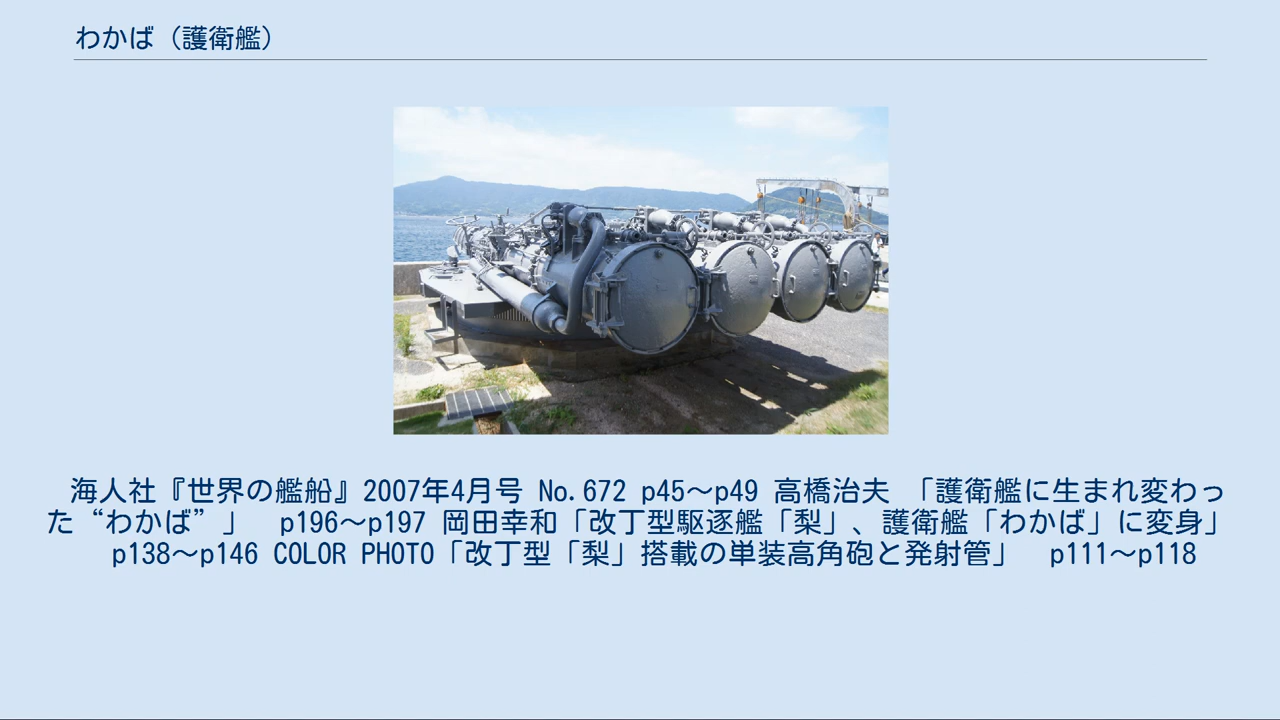 わかば（護衛艦）
海人社『世界の艦船』2007年4月号 No.672 p45～p49 高橋治夫 「護衛艦に生まれ変わっ
た“わかば”」　p196～p197 岡田幸和「改丁型駆逐艦「梨」、護衛艦「わかば」に変身」
p138～p146 COLOR PHOTO「改丁型「梨」搭載の単装高角砲と発射管」　p111～p118